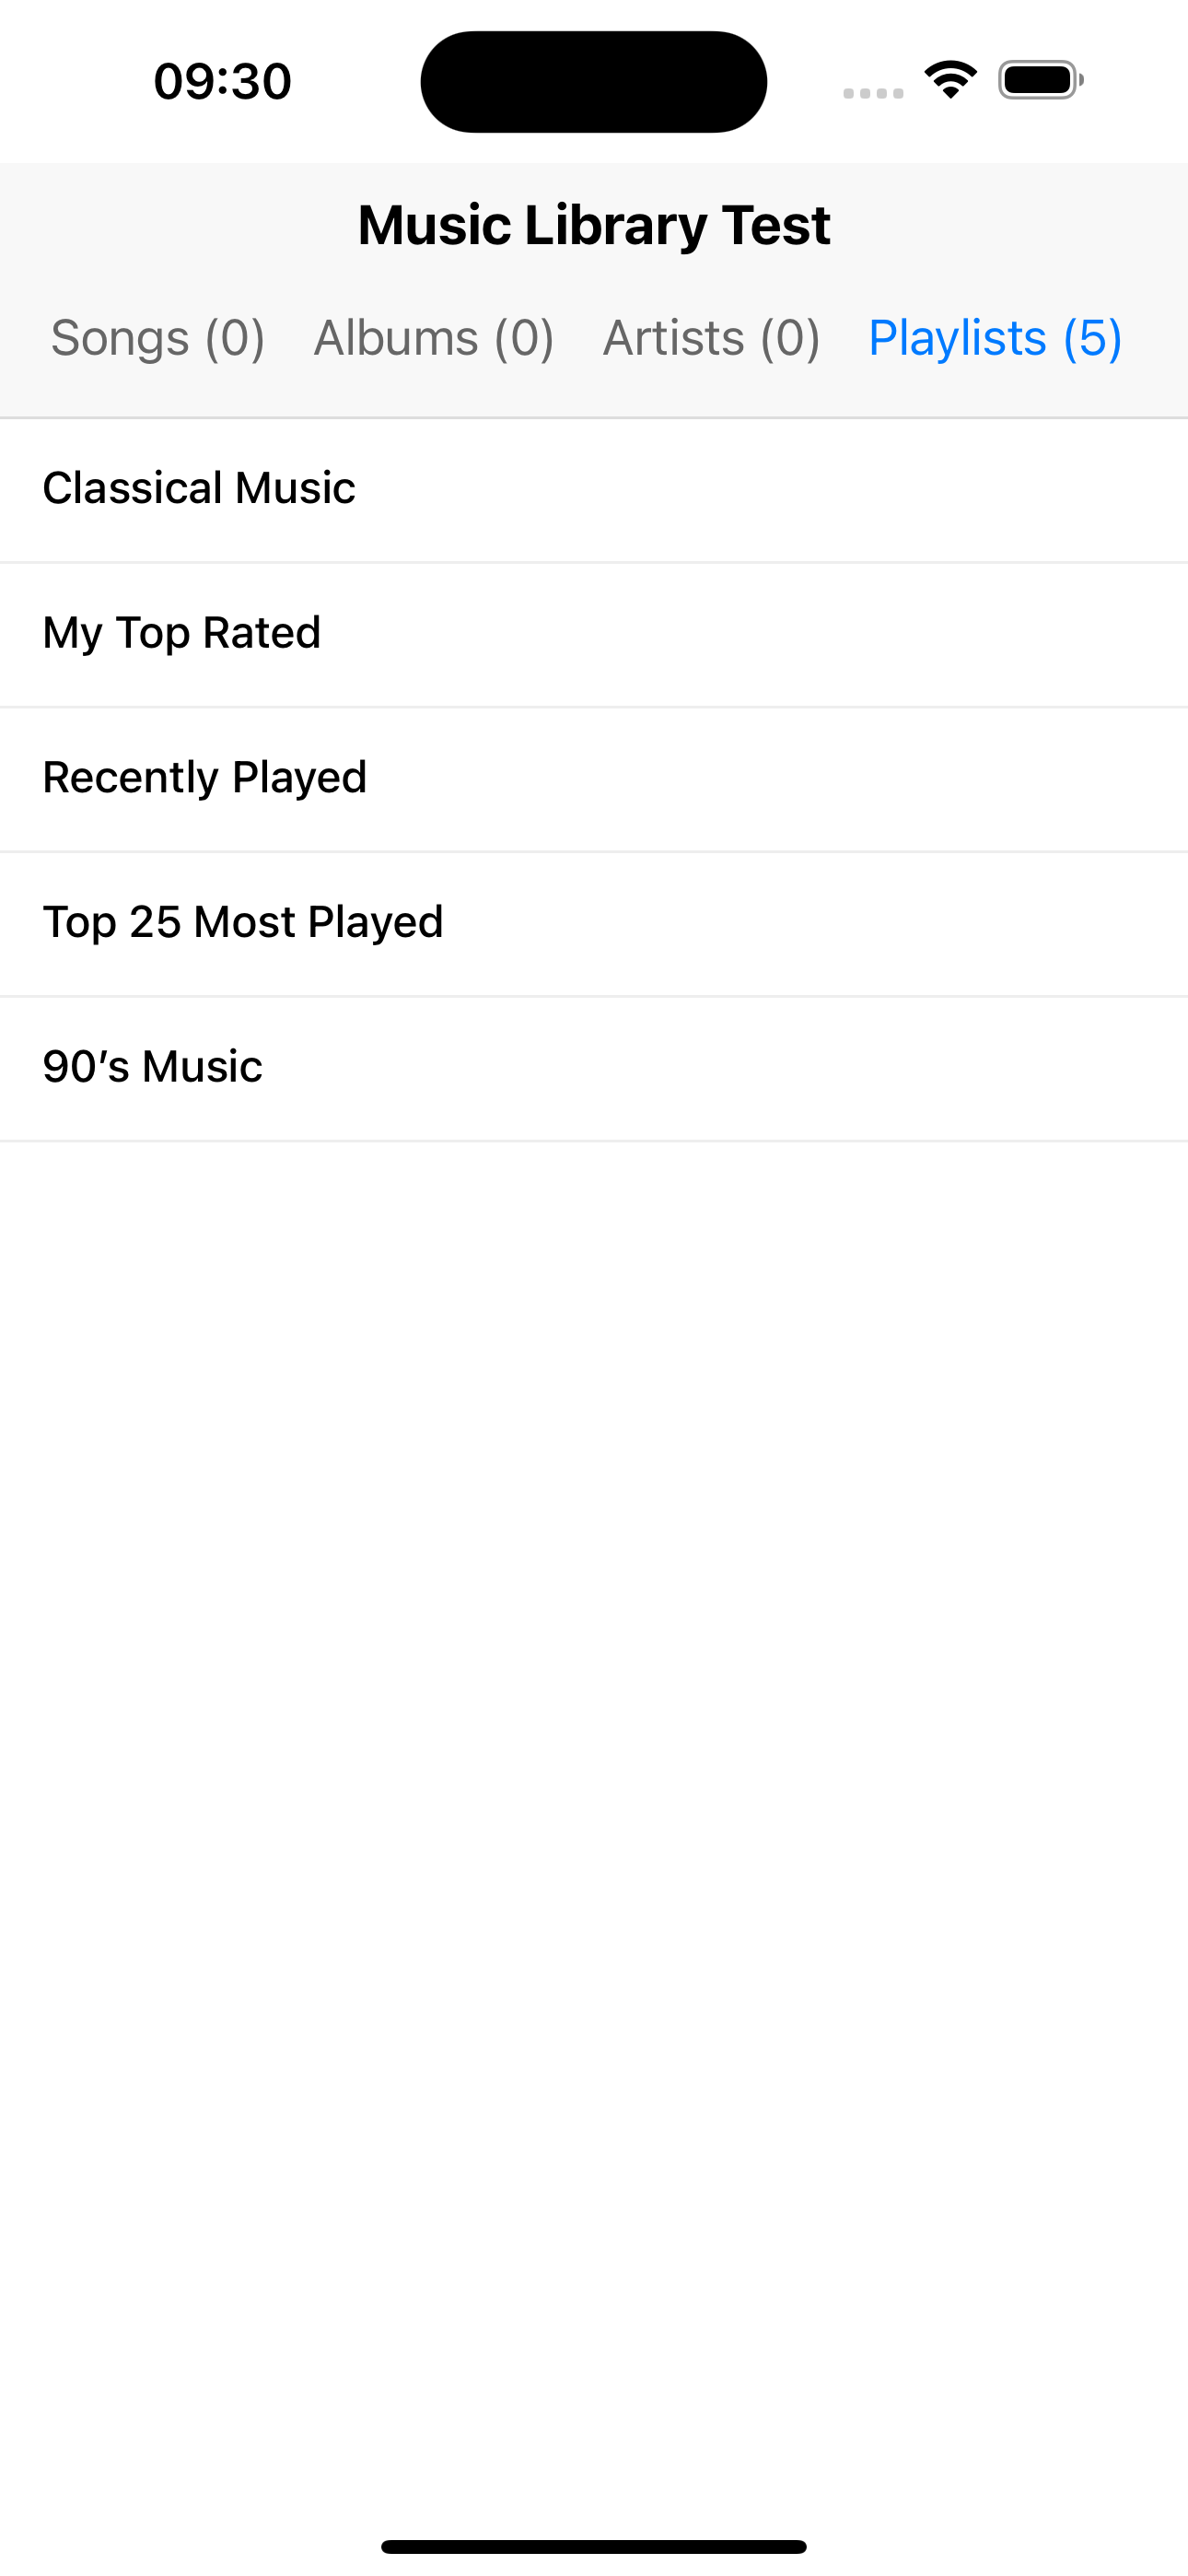 09:30
Music Library Test
Songs (0) Albums (0) Artists (0) Playlists (5)
Classical Music
My Top Rated
Recently Played
Top 25 Most Played
90’s Music